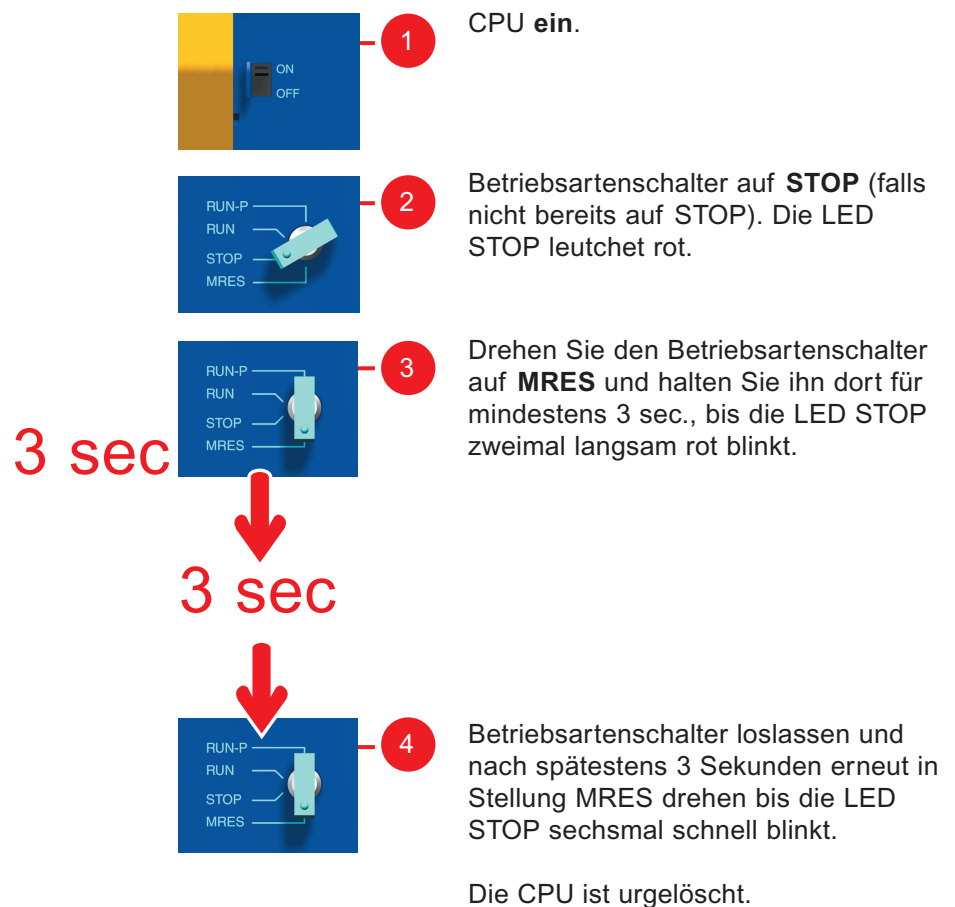 CPU ein.
1
ON
OFF
Betriebsartenschalter auf STOP (falls
nicht bereits auf STOP). Die LED
STOP leutchet rot.
2
RUN-P
RUN
STOP
MRES
Drehen Sie den Betriebsartenschalter
auf MRES und halten Sie ihn dort für
mindestens 3 sec., bis die LED STOP
zweimal langsam rot blinkt.
3
RUN-P
RUN
STOP
MRES
3 sec
3 sec
Betriebsartenschalter loslassen und
nach spätestens 3 Sekunden erneut in
Stellung MRES drehen bis die LED
STOP sechsmal schnell blinkt.
4
RUN-P
RUN
STOP
MRES
Die CPU ist urgelöscht.